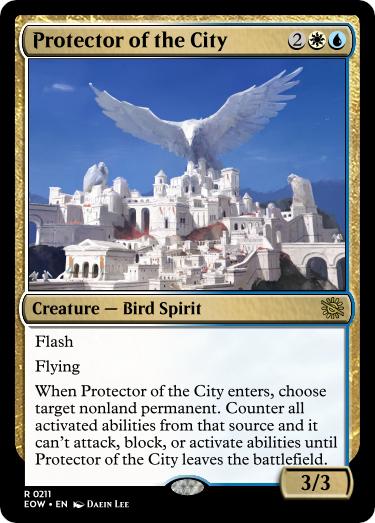 Protector of the City 2
Creature — Bird Spirit
Flash
Flying
When Protector of the City enters, choose
target nonland permanent. Counter all
activated abilities from that source and it
can't attack, block, or activate abilities until
Protector of the City leaves the battlefield.
3/3
R 0211
EOW • EN Daein Lee